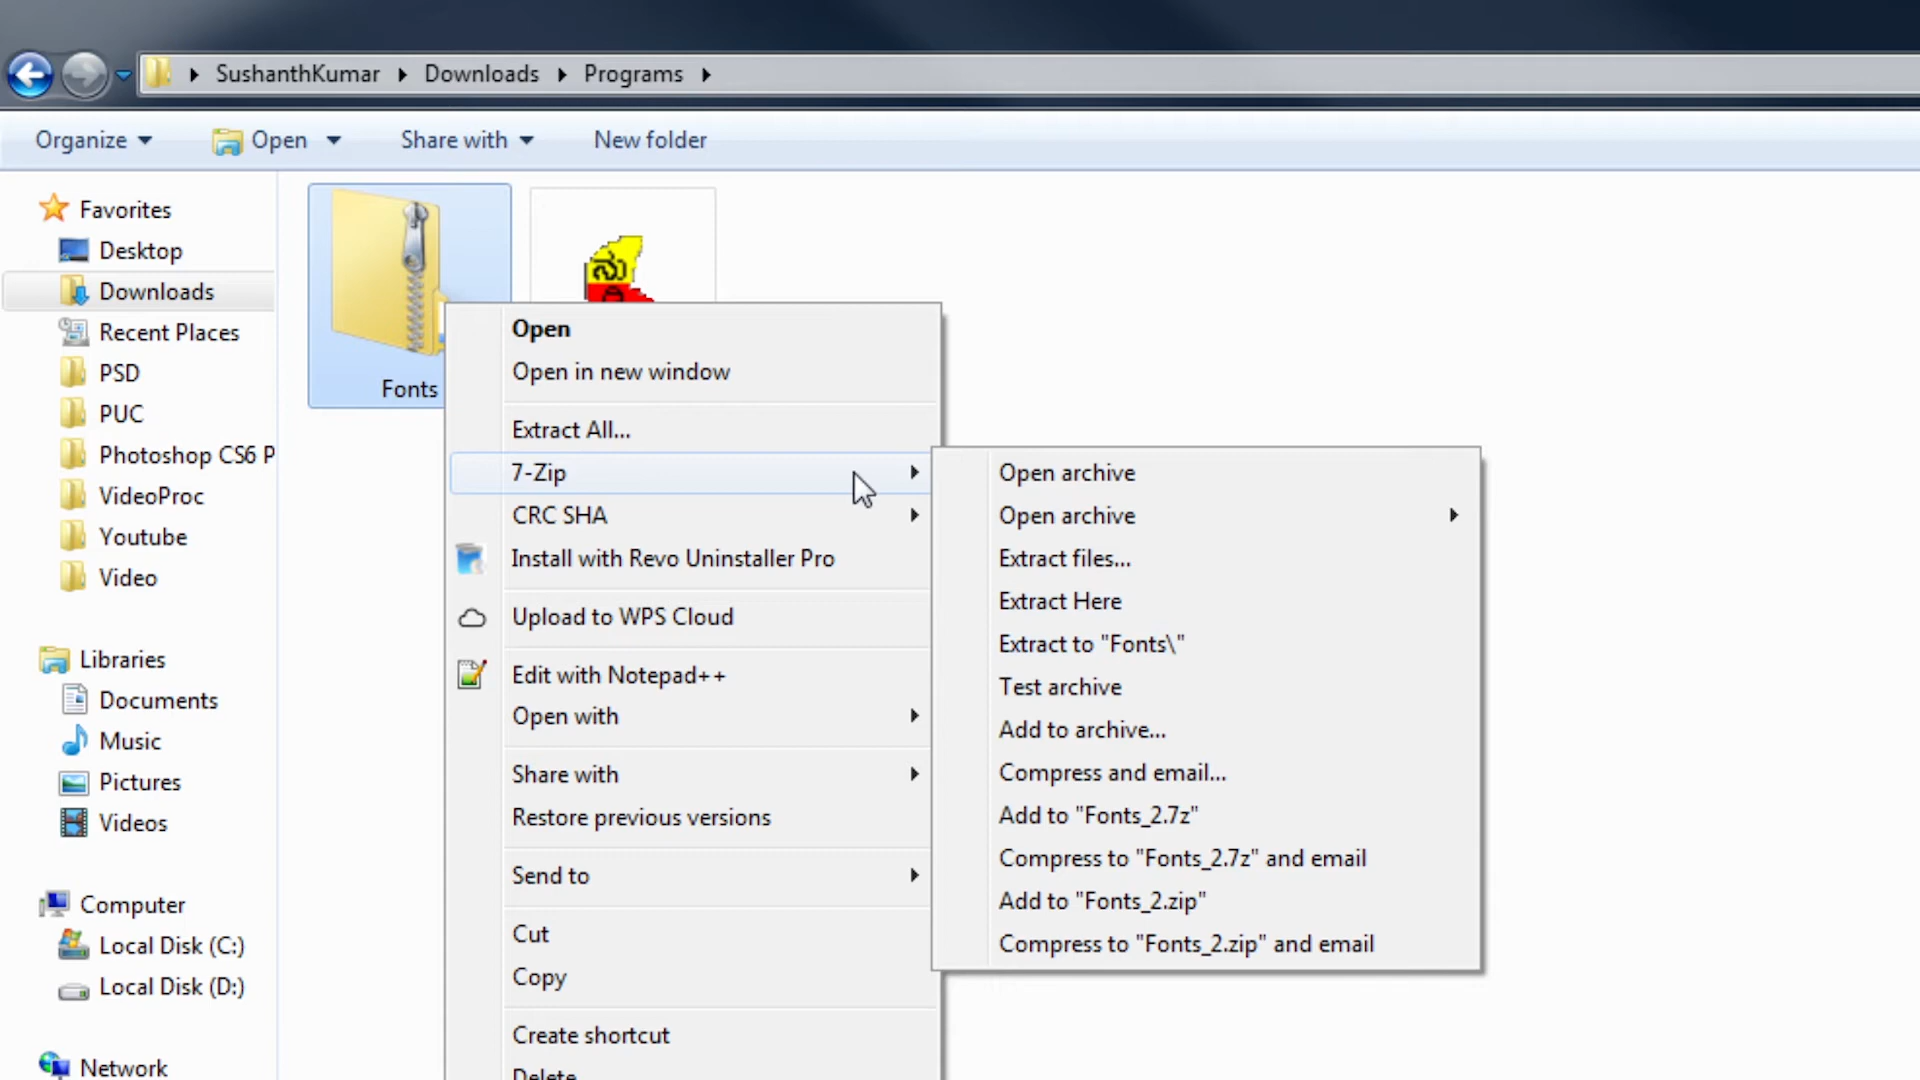 SushanthKumar Downloads Programs
Organize Open Share with New folder
Favorites
Desktop
Downloads
Recent Places
PSD
PUC
Photoshop CS6 P
VideoProc
Youtube
Video
Libraries
Documents
Music
Pictures
Videos
Computer
Local Disk (C:)
Local Disk (D:)
Network
Fonts
ನು
Open
Open in new window
Extract All...
7-Zip
CRC SHA
Install with Revo Uninstaller Pro
Upload to WPS Cloud
Edit with Notepad++
Open with
Share with
Restore previous versions
Send to
Cut
Copy
Create shortcut
Delete
Open archive
Open archive
Extract files...
Extract Here
Extract to "Fonts\"
Test archive
Add to archive...
Compress and email...
Add to "Fonts_2.7z"
Compress to "Fonts_2.7z" and email
Add to "Fonts_2.zip"
Compress to "Fonts_2.zip" and email